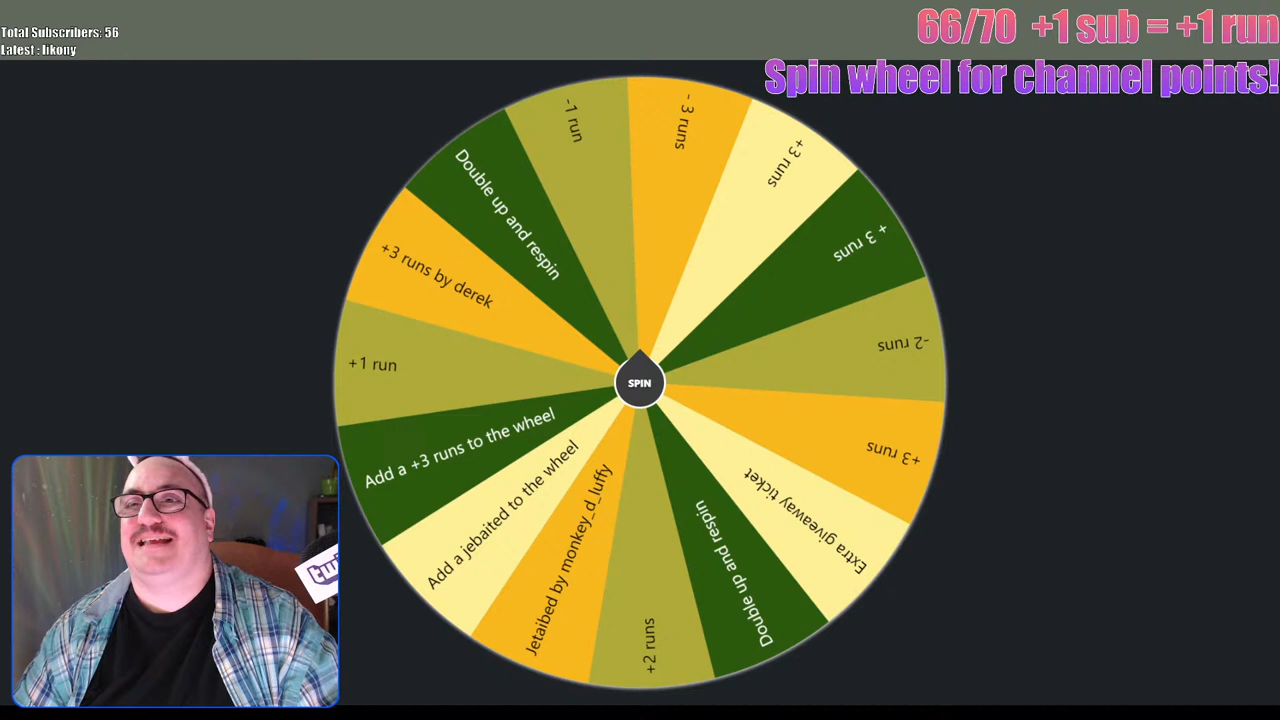 Total Subscribers: 56
Latest : likony
66/70 +1 sub = +1 run
Spin wheel for channel points!
-1 run
- 3 runs
+3 runs
+ 3 runs
-2 runs
+3 runs
Extra giveaway ticket
Double up and respin
+2 runs
Jetaibed by monkey_d_luffy
Add a jebaited to the wheel
Add a +3 runs to the wheel
+1 run
+3 runs by derek
Double up and respin
SPIN